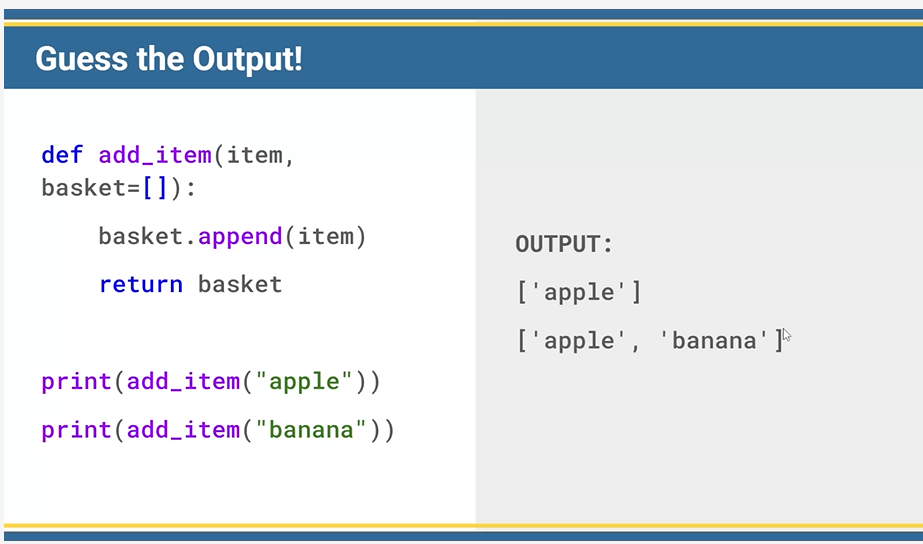 Guess the Output!
def add_item(item,
basket=[]):
    basket.append(item)
    return basket
print(add_item("apple"))
print(add_item("banana"))
OUTPUT:
['apple']
['apple', 'banana']